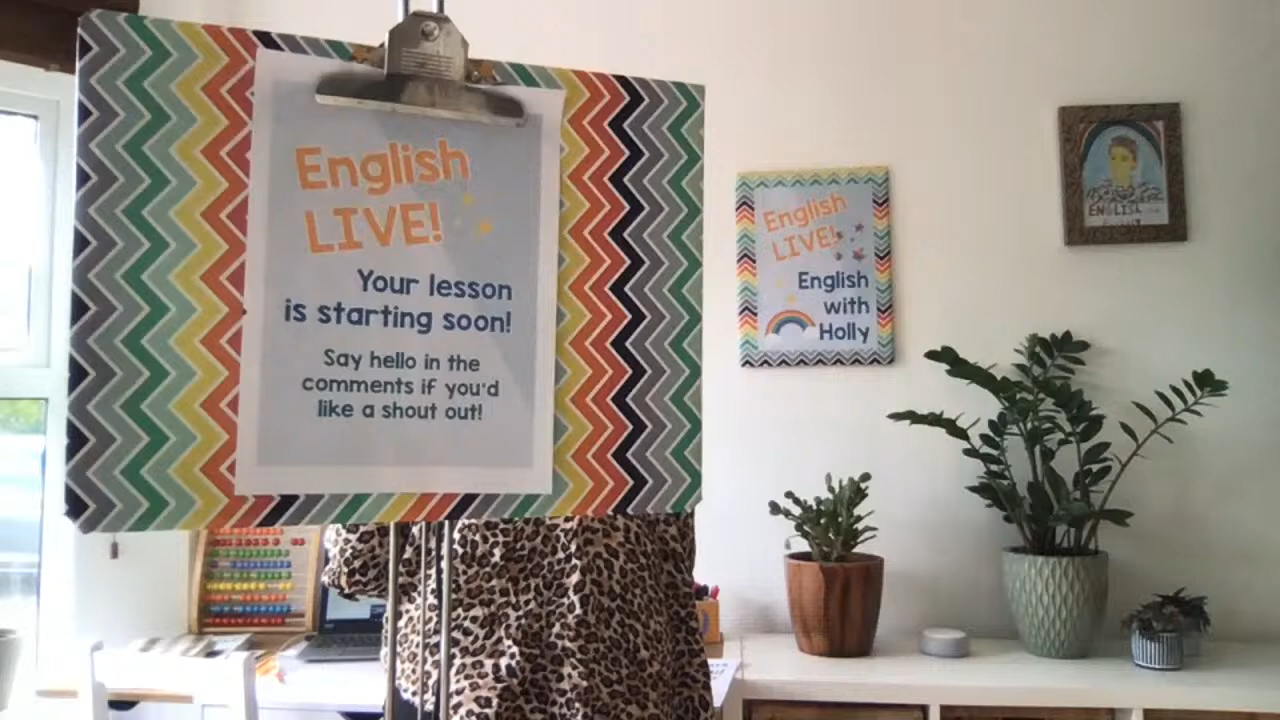 English
LIVE!
Your lesson
is starting soon!
Say hello in the
comments if you'd
like a shout out!
English
LIVE!
English
with
Holly
ENGLISH